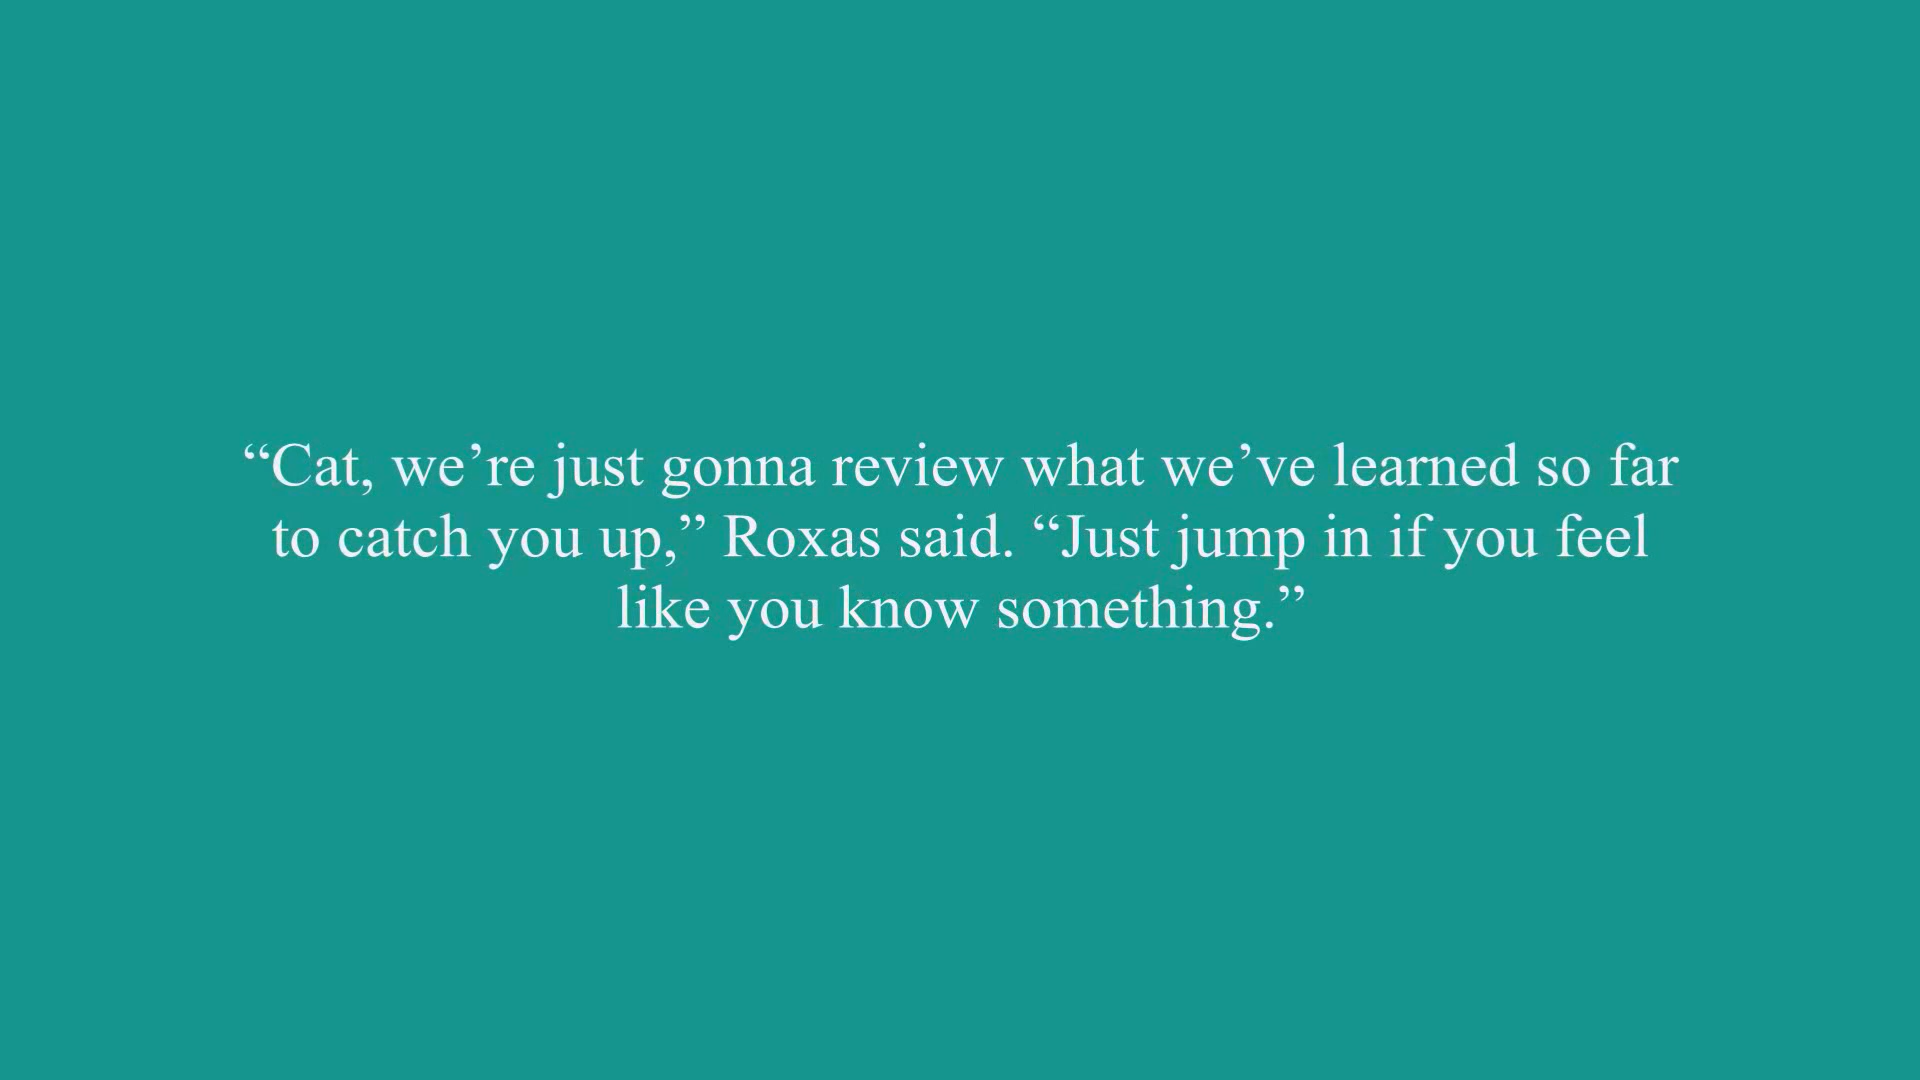 “Cat, we’re just gonna review what we’ve learned so far
to catch you up,” Roxas said. “Just jump in if you feel
like you know something.”